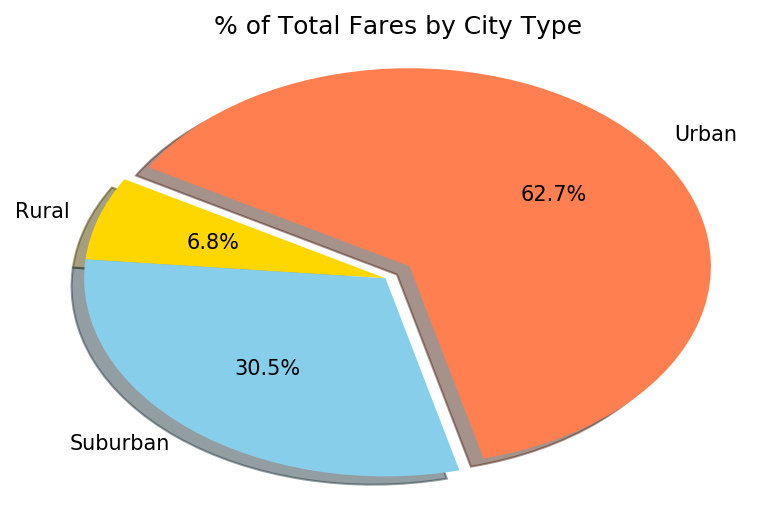 % of Total Fares by City Type
Urban
62.7%
Rural
6.8%
30.5%
Suburban